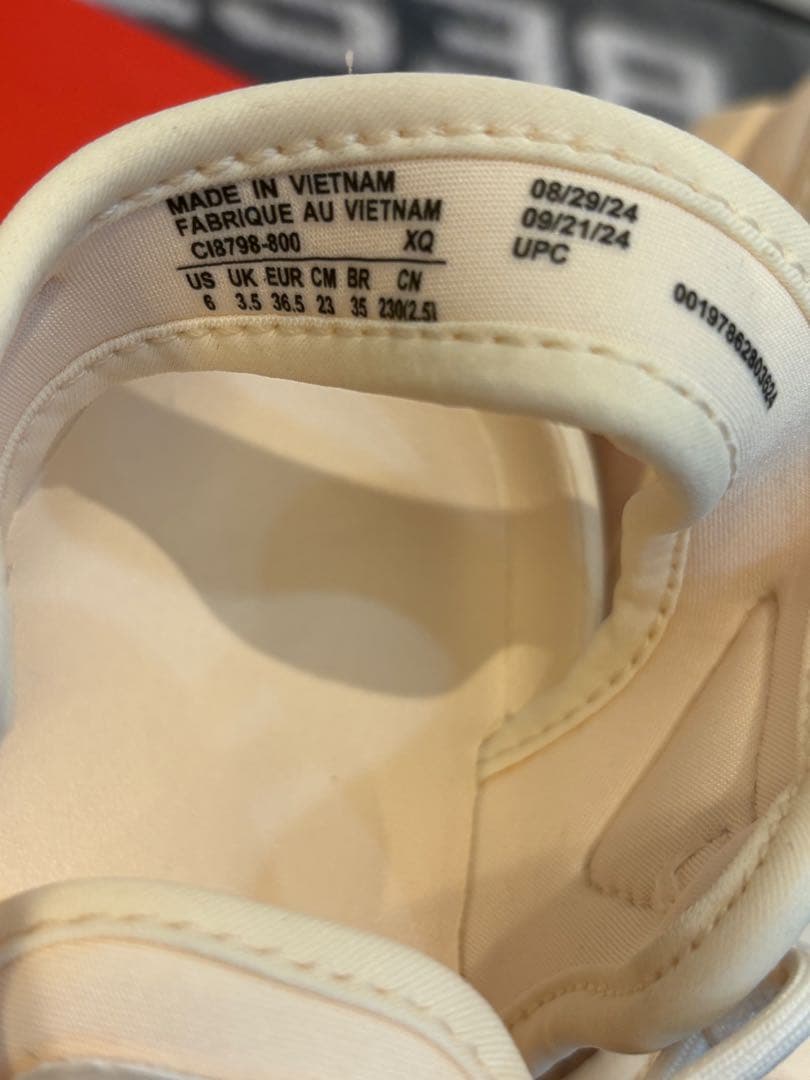 MADE IN VIETNAM
FABRIQUE AU VIETNAM
CI8798-800 XQ
US UK EUR CM BR CN
6 3.5 36.5 23 35 230(2.5)
08/29/24
09/21/24
UPC
00197862803624